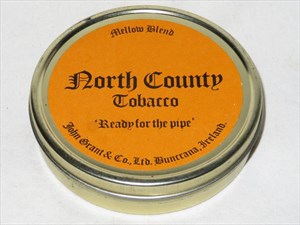 Mellow Blend
North County
Tobacco
'Ready for the pipe'
John Grant & Co., Ltd. Buncrana, Ireland.